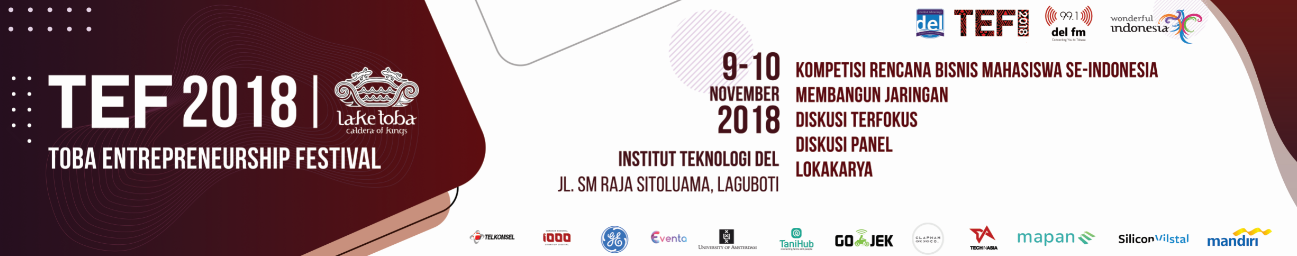 TEF 2018
lake toba
caldera of kings
TOBA ENTREPRENEURSHIP FESTIVAL
del
TEF 2018
99.1
del fm
wonderful
indonesia
9-10
NOVEMBER
2018
INSTITUT TEKNOLOGI DEL
JL. SM RAJA SITOLUAMA, LAGUBOTI
KOMPETISI RENCANA BISNIS MAHASISWA SE-INDONESIA
MEMBANGUN JARINGAN
DISKUSI TERFOKUS
DISKUSI PANEL
LOKAKARYA
TELKOMSEL
1000
Evento
UNIVERSITY OF AMSTERDAM
TaniHub
GO JEK
TECHINASIA
mapan
SiliconVilstal
mandiri